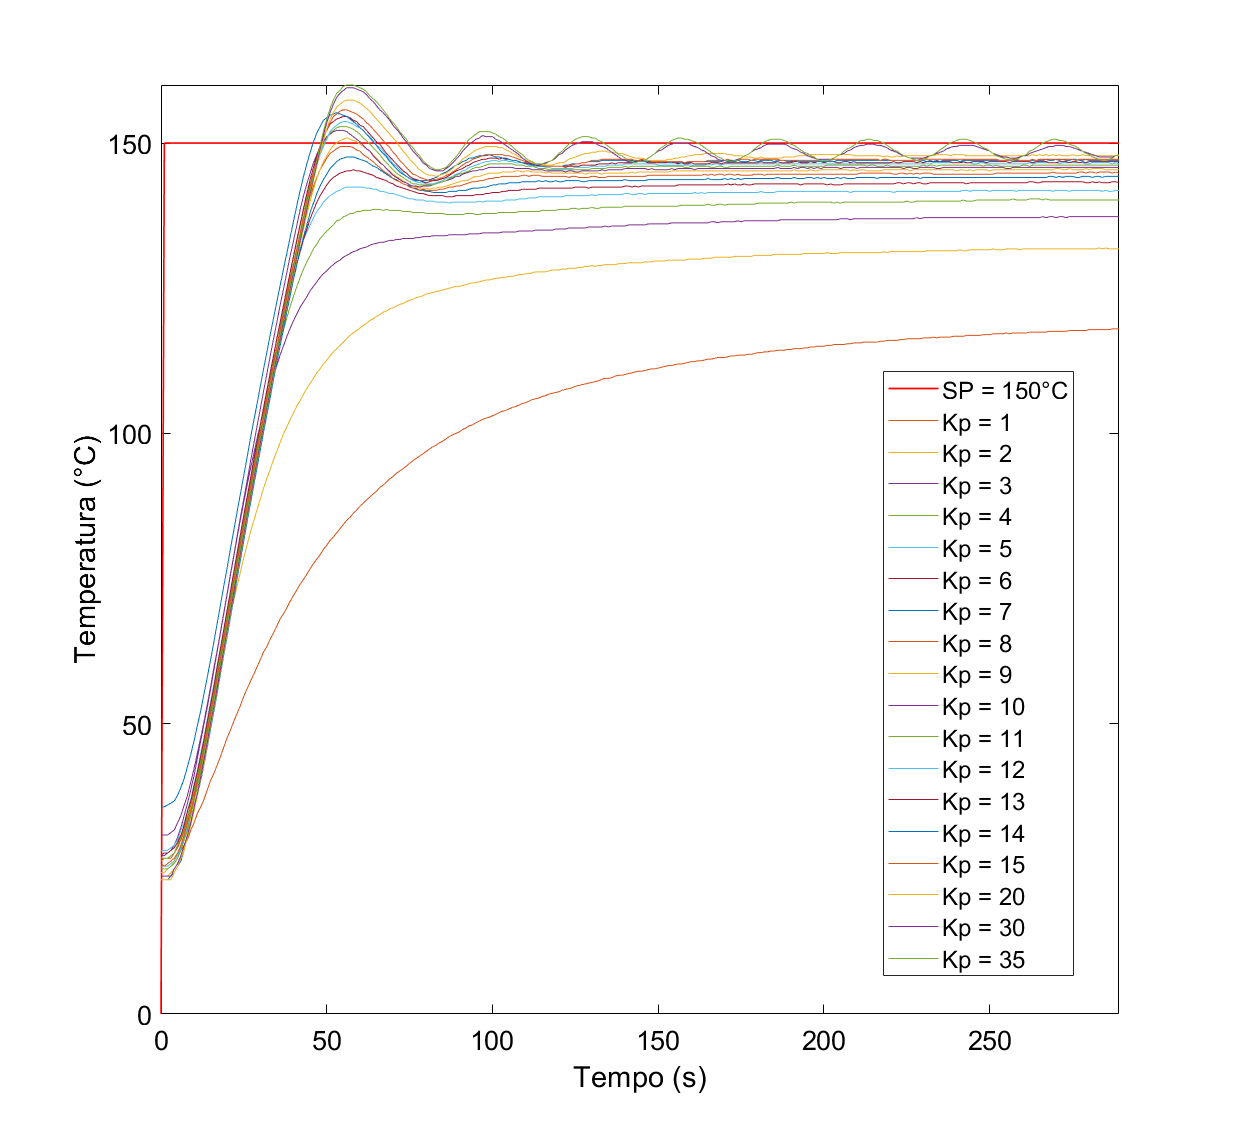 150
100
50
0
0 50 100 150 200 250
Temperatura (°C)
Tempo (s)
SP = 150°C
Kp = 1
Kp = 2
Kp = 3
Kp = 4
Kp = 5
Kp = 6
Kp = 7
Kp = 8
Kp = 9
Kp = 10
Kp = 11
Kp = 12
Kp = 13
Kp = 14
Kp = 15
Kp = 20
Kp = 30
Kp = 35